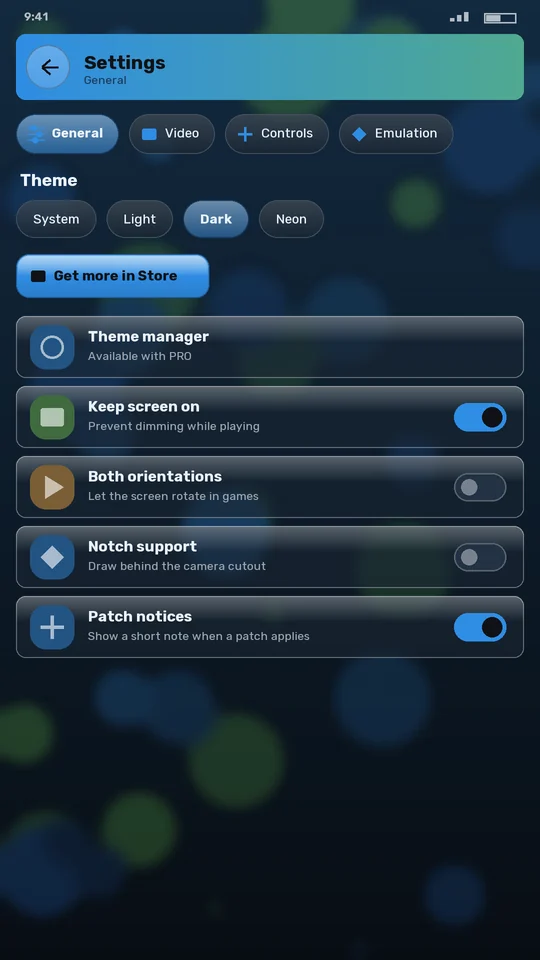 9:41
Settings
General
General
Video
Controls
Emulation
Theme
System
Light
Dark
Neon
Get more in Store
Theme manager
Available with PRO
Keep screen on
Prevent dimming while playing
Both orientations
Let the screen rotate in games
Notch support
Draw behind the camera cutout
Patch notices
Show a short note when a patch applies